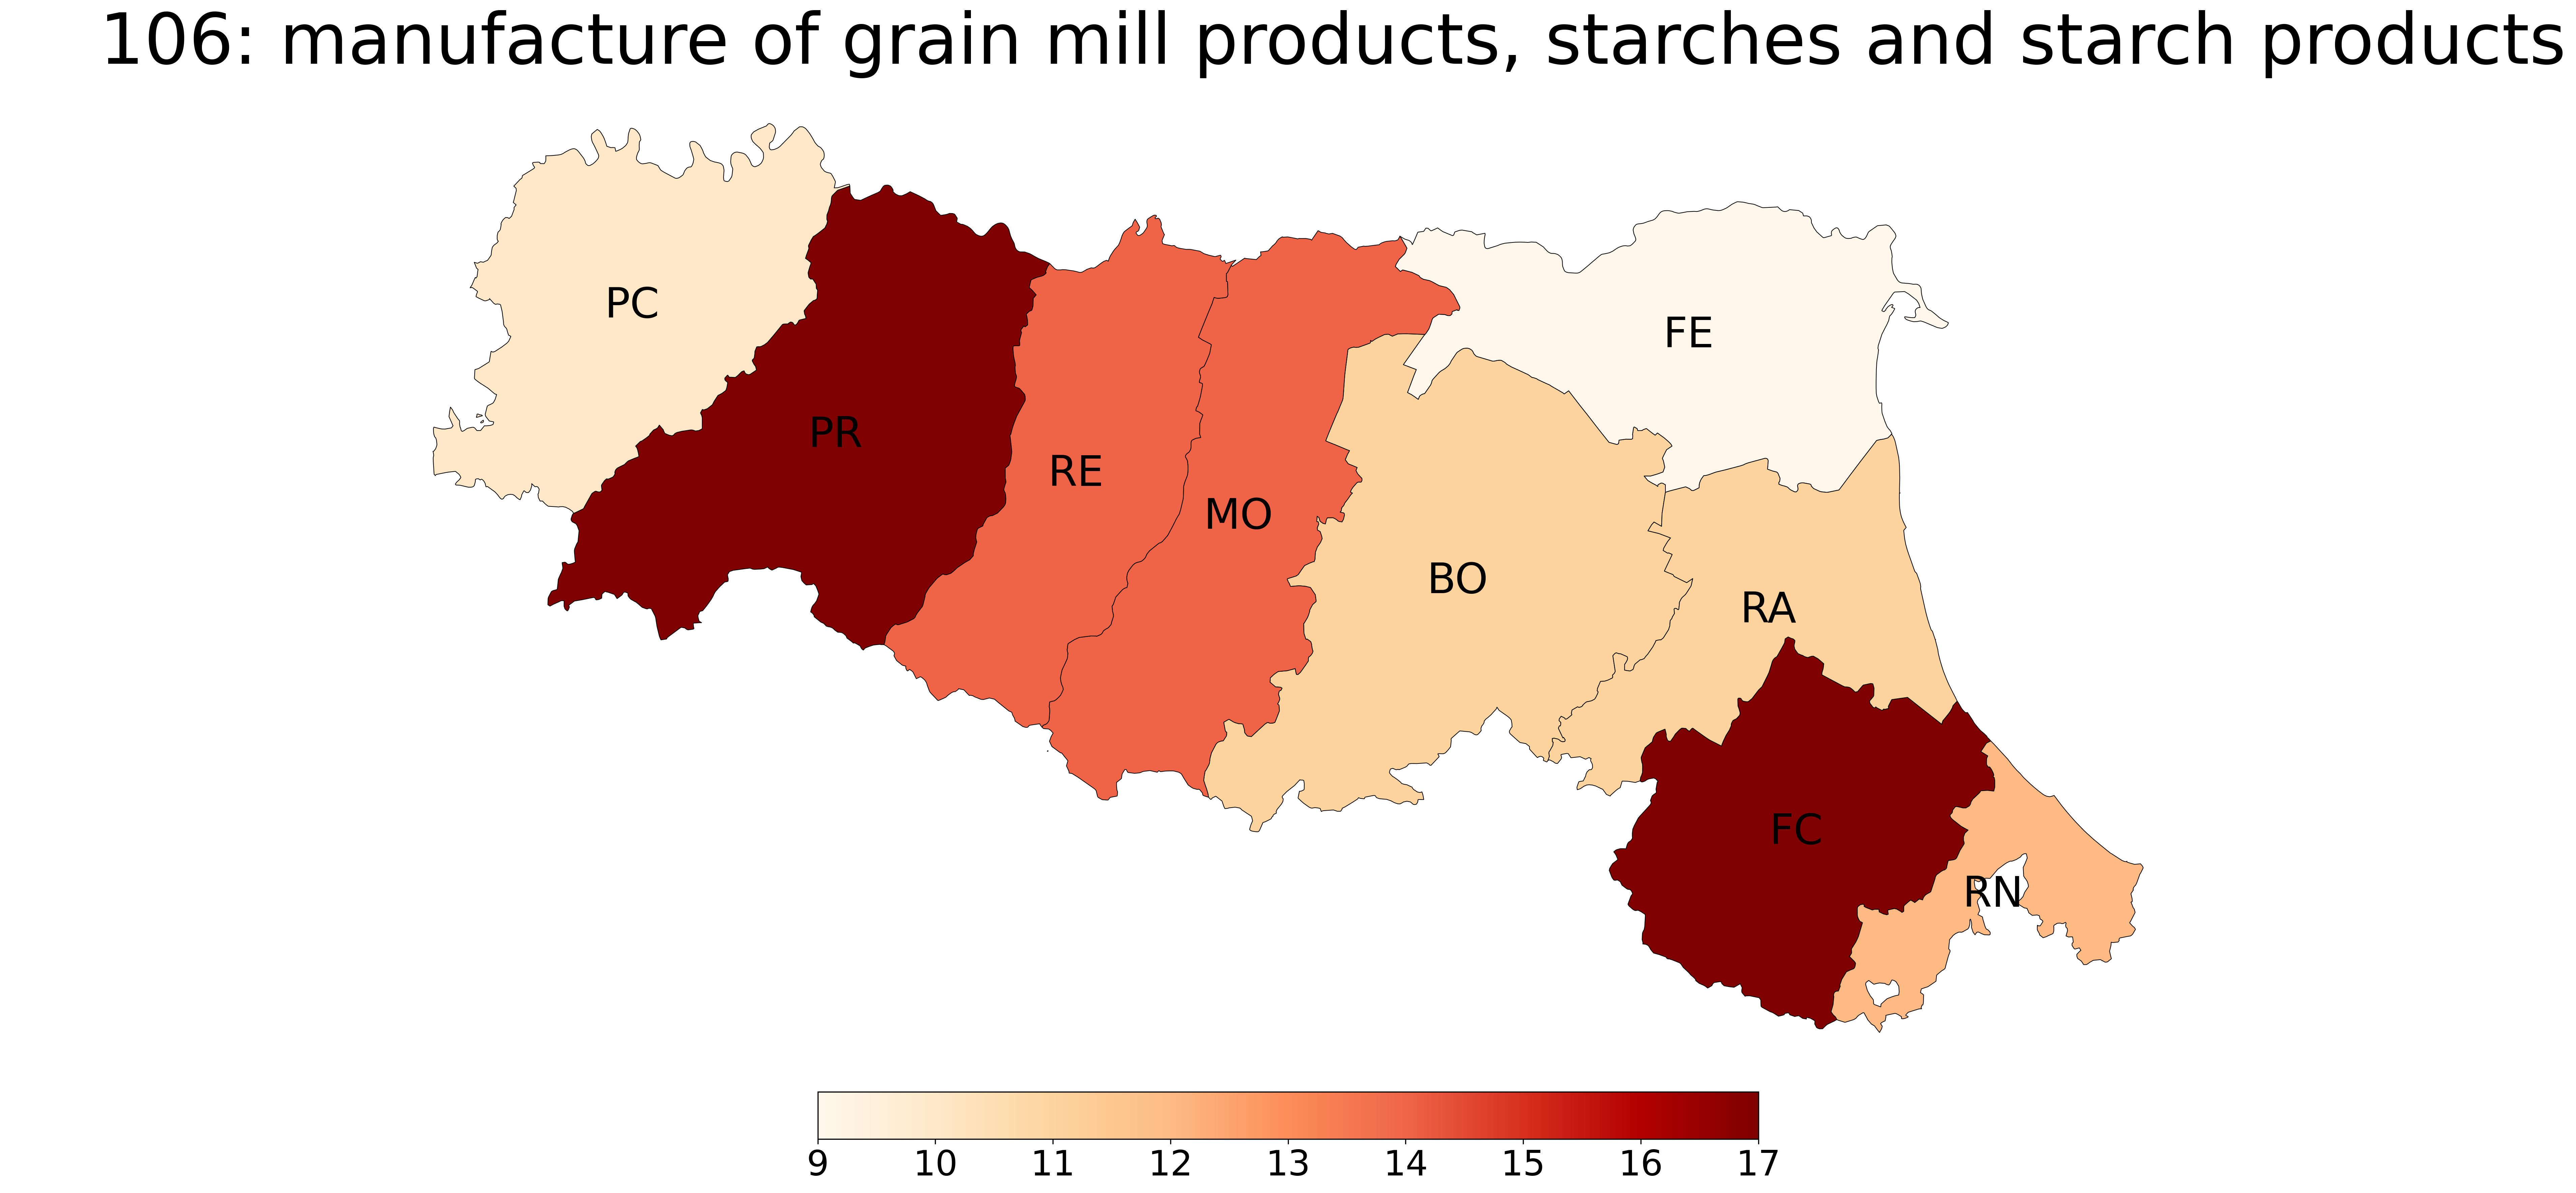 106: manufacture of grain mill products, starches and starch products
PC
FE
PR
RE
MO
BO
RA
FC
RN
9 10 11 12 13 14 15 16 17